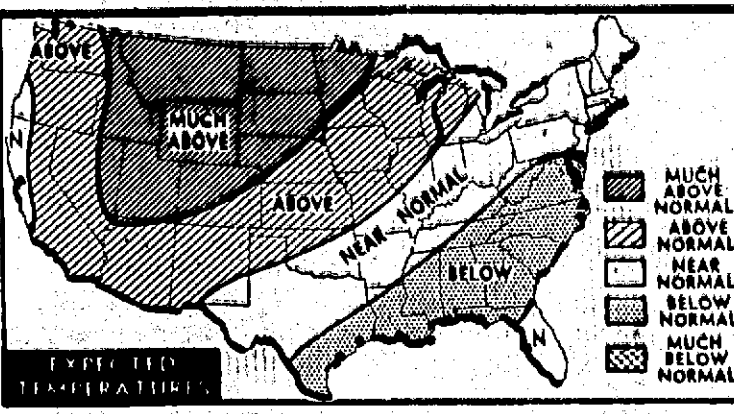 ABOVE
N
MUCH
ABOVE
ABOVE
NEAR NORMAL
BELOW
N
MUCH
ABOVE
NORMAL
ABOVE
NORMAL
NEAR
NORMAL
BELOW
NORMAL
MUCH
BELOW
NORMAL
EXPECTED
TEMPERATURES